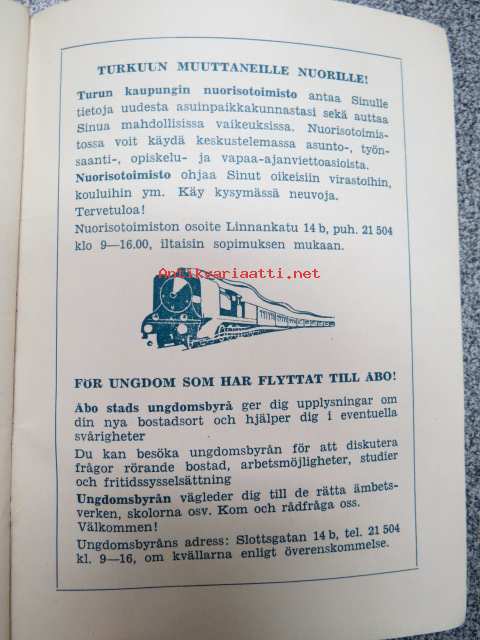 TURKUUN MUUTTANEILLE NUORILLE!
Turun kaupungin nuorisotoimisto antaa Sinulle
tietoja uudesta asuinpaikkakunnastasi sekä auttaa
Sinua mahdollisissa vaikeuksissa. Nuorisotoimis-
tossa voit käydä keskustelemassa asunto-, työn-
saanti-, opiskelu- ja vapaa-ajanviettoasioista.
Nuorisotoimisto ohjaa Sinut oikeisiin virastoihin,
kouluihin ym. Käy kysymässä neuvoja.
Tervetuloa!
Nuorisotoimiston osoite Linnankatu 14 b, puh. 21 504
klo 9—16.00, iltaisin sopimuksen mukaan.
Antikvariaatti.net
FÖR UNGDOM SOM HAR FLYTTAT TILL ÅBO!
Åbo stads ungdomsbyrå ger dig upplysningar om
din nya bostadsort och hjälper dig i eventuella
svårigheter
Du kan besöka ungdomsbyrån för att diskutera
frågor rörande bostad, arbetsmöjligheter, studier
och fritidssysselsättning
Ungdomsbyrån vägleder dig till de rätta ämbets-
verken, skolorna osv. Kom och rådfråga oss.
Välkommen!
Ungdomsbyråns adress: Slottsgatan 14 b, tel. 21 504
kl. 9—16, om kvällarna enligt överenskommelse.